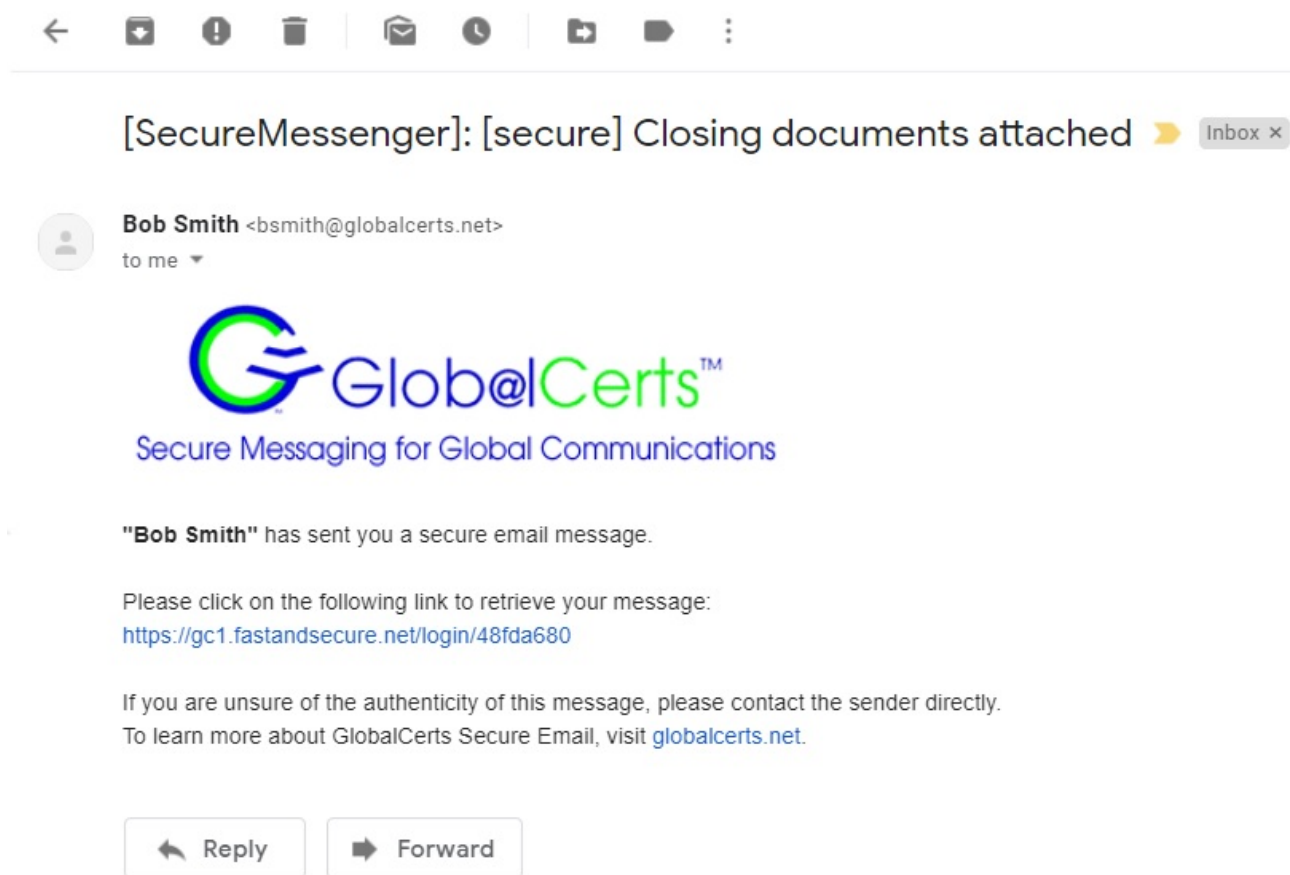 [SecureMessenger]: [secure] Closing documents attached Inbox ×
Bob Smith <bsmith@globalcerts.net>
to me
Glob@lCerts™
Secure Messaging for Global Communications
"Bob Smith" has sent you a secure email message.
Please click on the following link to retrieve your message:
https://gc1.fastandsecure.net/login/48fda680
If you are unsure of the authenticity of this message, please contact the sender directly.
To learn more about GlobalCerts Secure Email, visit globalcerts.net.
Reply Forward